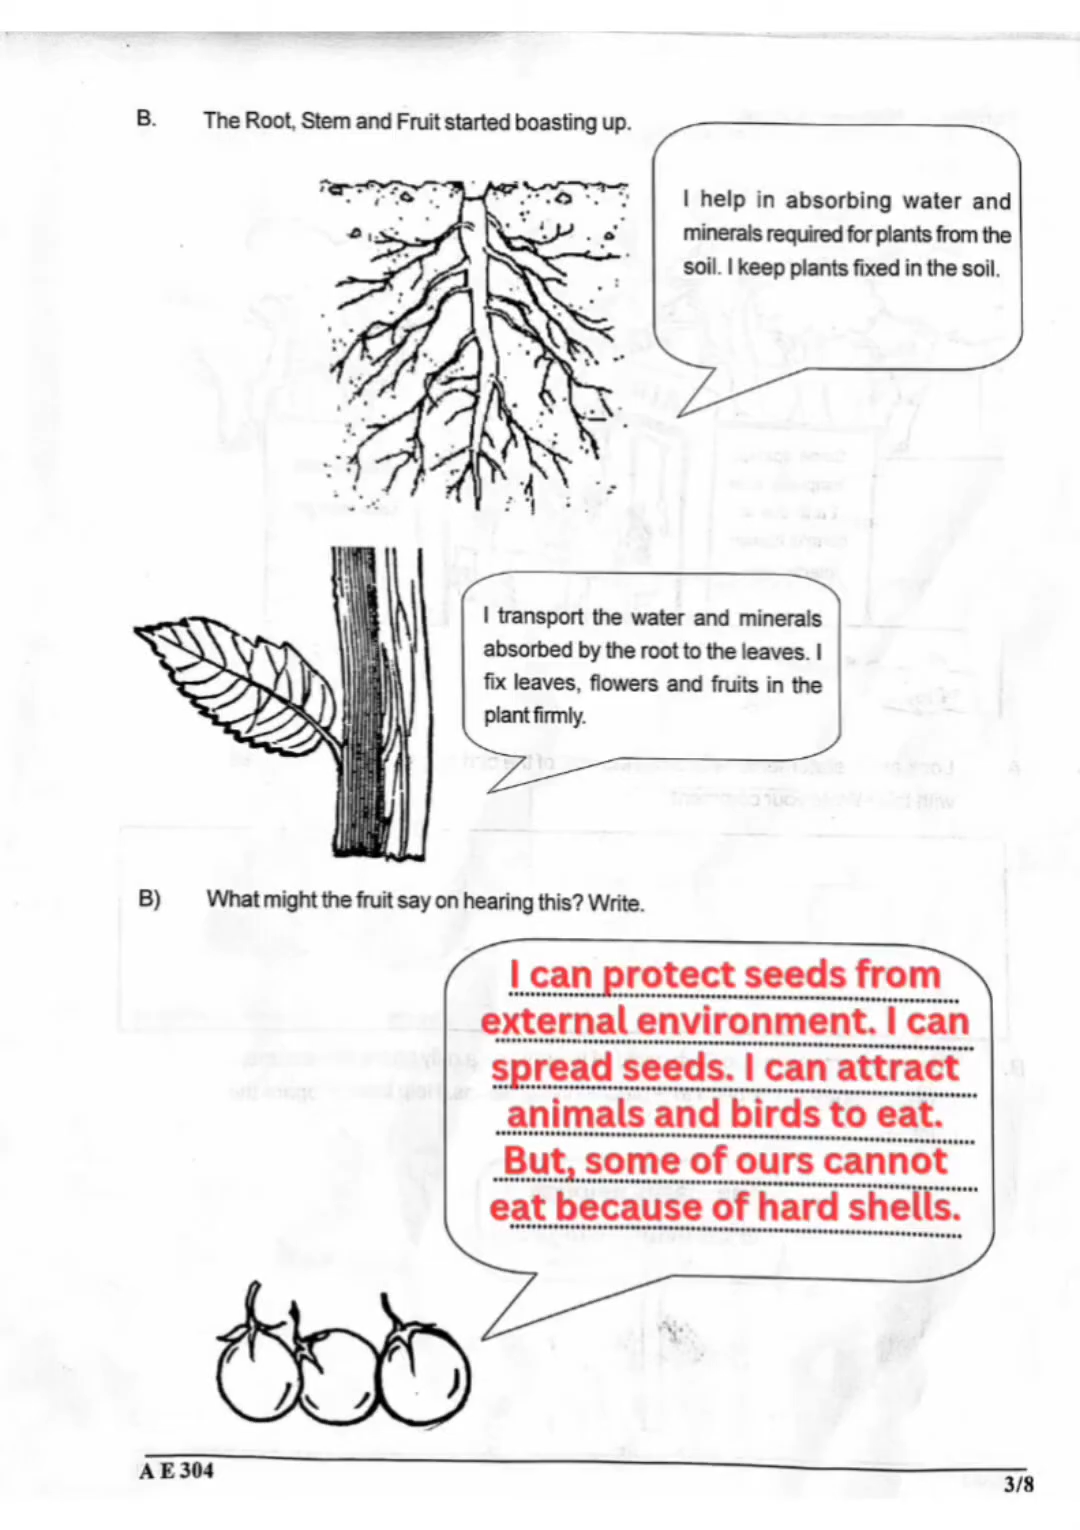 B. The Root, Stem and Fruit started boasting up.
I help in absorbing water and
minerals required for plants from the
soil. I keep plants fixed in the soil.
I transport the water and minerals
absorbed by the root to the leaves. I
fix leaves, flowers and fruits in the
plant firmly.
B) What might the fruit say on hearing this? Write.
I can protect seeds from
external environment. I can
spread seeds. I can attract
animals and birds to eat.
But, some of ours cannot
eat because of hard shells.
A E 304
3/8